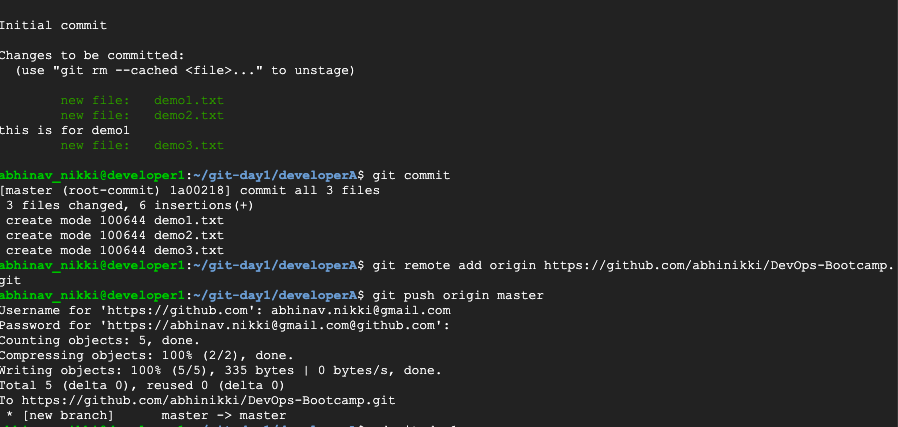 Initial commit
Changes to be committed:
(use "git rm --cached <file>..." to unstage)
new file: demo1.txt
new file: demo2.txt
this is for demo1
new file: demo3.txt
abhinav_nikki@developer1:~/git-day1/developerA$ git commit
[master (root-commit) 1a00218] commit all 3 files
3 files changed, 6 insertions(+)
create mode 100644 demo1.txt
create mode 100644 demo2.txt
create mode 100644 demo3.txt
abhinav_nikki@developer1:~/git-day1/developerA$ git remote add origin https://github.com/abhinikki/DevOps-Bootcamp.
git
abhinav_nikki@developer1:~/git-day1/developerA$ git push origin master
Username for 'https://github.com': abhinav.nikki@gmail.com
Password for 'https://abhinav.nikki@gmail.com@github.com':
Counting objects: 5, done.
Compressing objects: 100% (2/2), done.
Writing objects: 100% (5/5), 335 bytes | 0 bytes/s, done.
Total 5 (delta 0), reused 0 (delta 0)
To https://github.com/abhinikki/DevOps-Bootcamp.git
* [new branch] master -> master